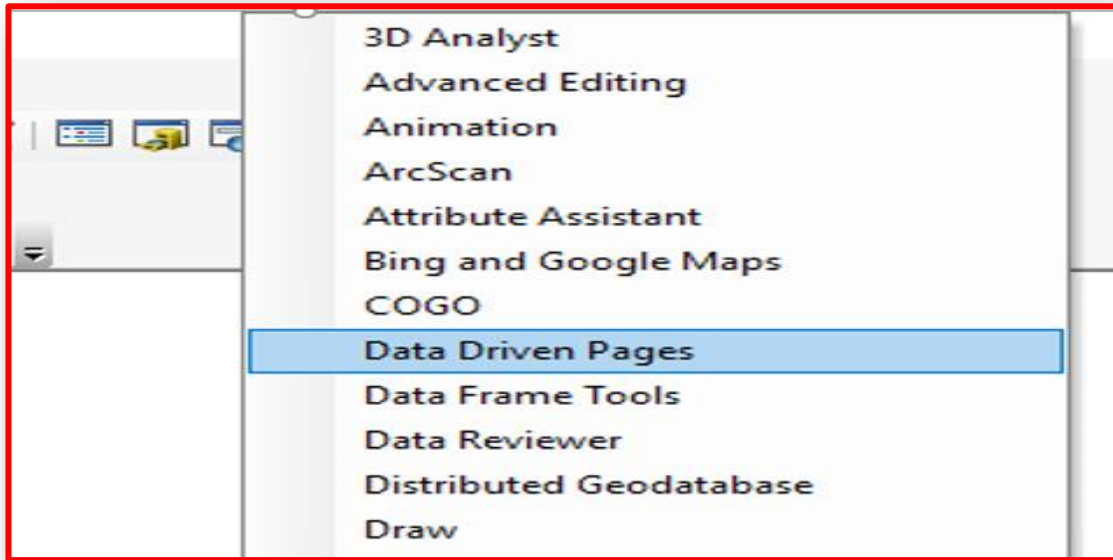 3D Analyst
Advanced Editing
Animation
ArcScan
Attribute Assistant
Bing and Google Maps
COGO
Data Driven Pages
Data Frame Tools
Data Reviewer
Distributed Geodatabase
Draw